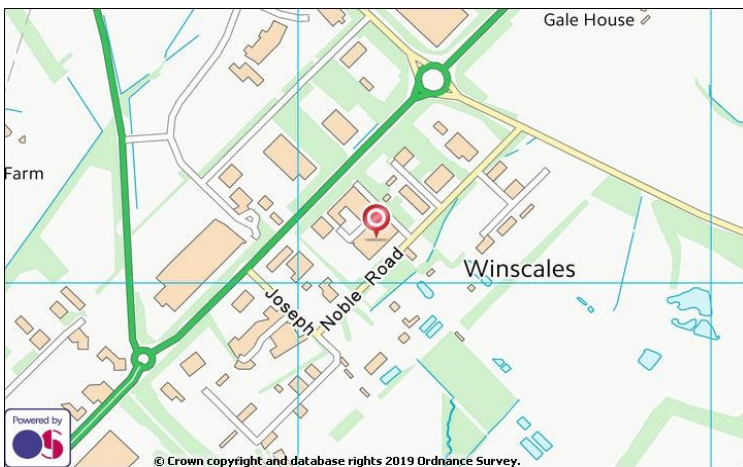 Gale House
Farm
Winscales
Joseph Noble Road
Powered by
OS
© Crown copyright and database rights 2019 Ordnance Survey.